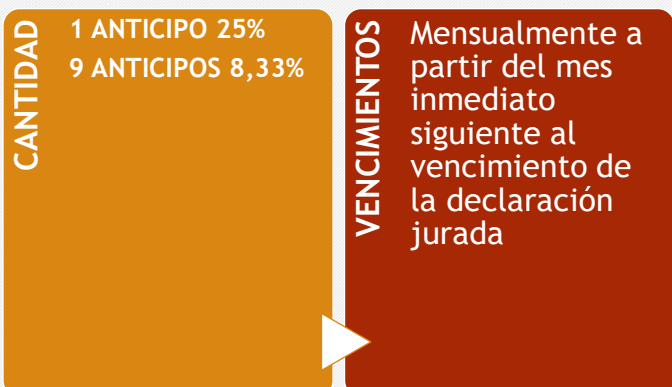 CANTIDAD
1 ANTICIPO 25%
9 ANTICIPOS 8,33%
VENCIMIENTOS
Mensualmente a
partir del mes
inmediato
siguiente al
vencimiento de
la declaración
jurada